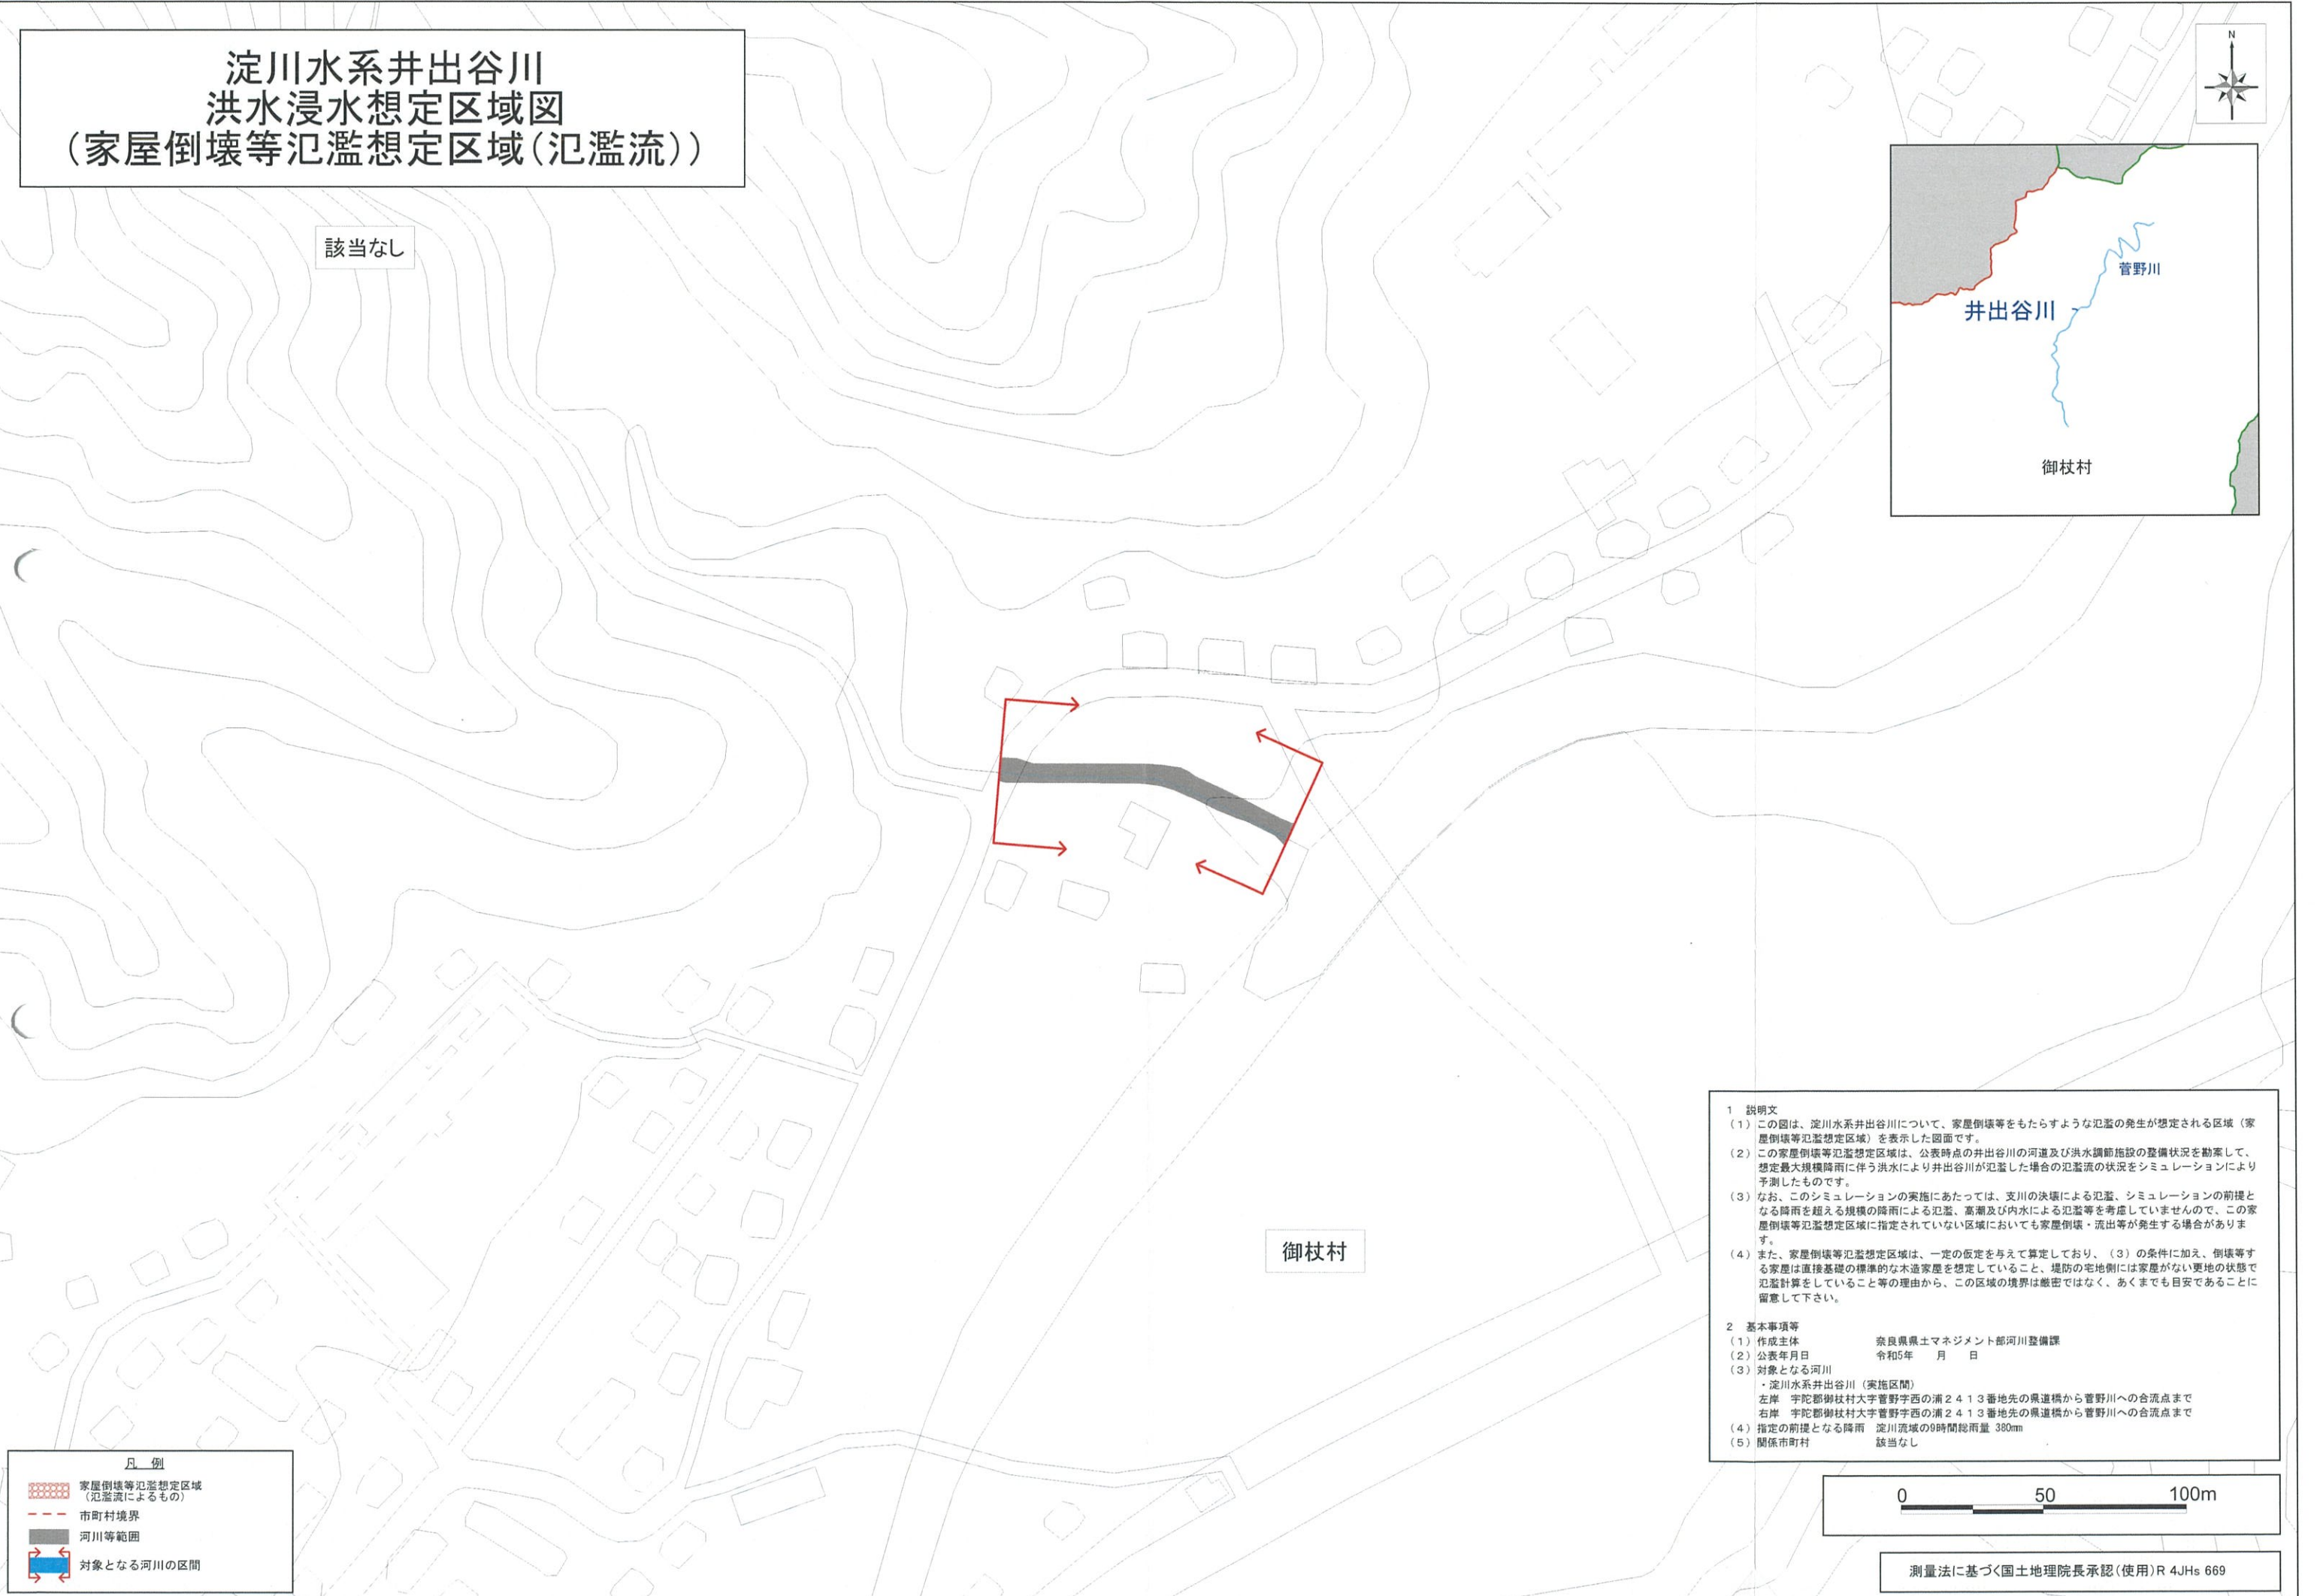 淀川水系井出谷川
洪水浸水想定区域図
(家屋倒壊等氾濫想定区域(氾濫流))
該当なし
N
菅野川
井出谷川
御杖村
御杖村
1 説明文
(1)この図は、淀川水系井出谷川について、家屋倒壊等をもたらすような氾濫の発生が想定される区域(家
屋倒壊等氾濫想定区域)を表示した図面です。
(2)この家屋倒壊等氾濫想定区域は、公表時点の井出谷川の河道及び洪水調節施設の整備状況を勘案して、
想定最大規模降雨に伴う洪水により井出谷川が氾濫した場合の氾濫流の状況をシミュレーションにより
予測したものです。
(3)なお、このシミュレーションの実施にあたっては、支川の決壊による氾濫、シミュレーションの前提と
なる降雨を超える規模の降雨による氾濫、高潮及び内水による氾濫等を考慮していませんので、この家
屋倒壊等氾濫想定区域に指定されていない区域においても家屋倒壊・流出等が発生する場合がありま
す。
(4)また、家屋倒壊等氾濫想定区域は、一定の仮定を与えて算定しており、(3)の条件に加え、倒壊等す
る家屋は直接基礎の標準的な木造家屋を想定していること、堤防の宅地側には家屋がない更地の状態で
氾濫計算をしていること等の理由から、この区域の境界は厳密ではなく、あくまでも目安であることに
留意して下さい。
2 基本事項等
(1)作成主体 奈良県県土マネジメント部河川整備課
(2)公表年月日 令和5年 月 日
(3)対象となる河川
・淀川水系井出谷川(実施区間)
左岸 宇陀郡御杖村大字菅野字西の浦2413番地先の県道橋から菅野川への合流点まで
右岸 宇陀郡御杖村大字菅野字西の浦2413番地先の県道橋から菅野川への合流点まで
(4)指定の前提となる降雨 淀川流域の9時間総雨量 380mm
(5)関係市町村 該当なし
凡 例
家屋倒壊等氾濫想定区域
(氾濫流によるもの)
市町村境界
河川等範囲
対象となる河川の区間
0 50 100m
測量法に基づく国土地理院長承認(使用)R 4JHs 669